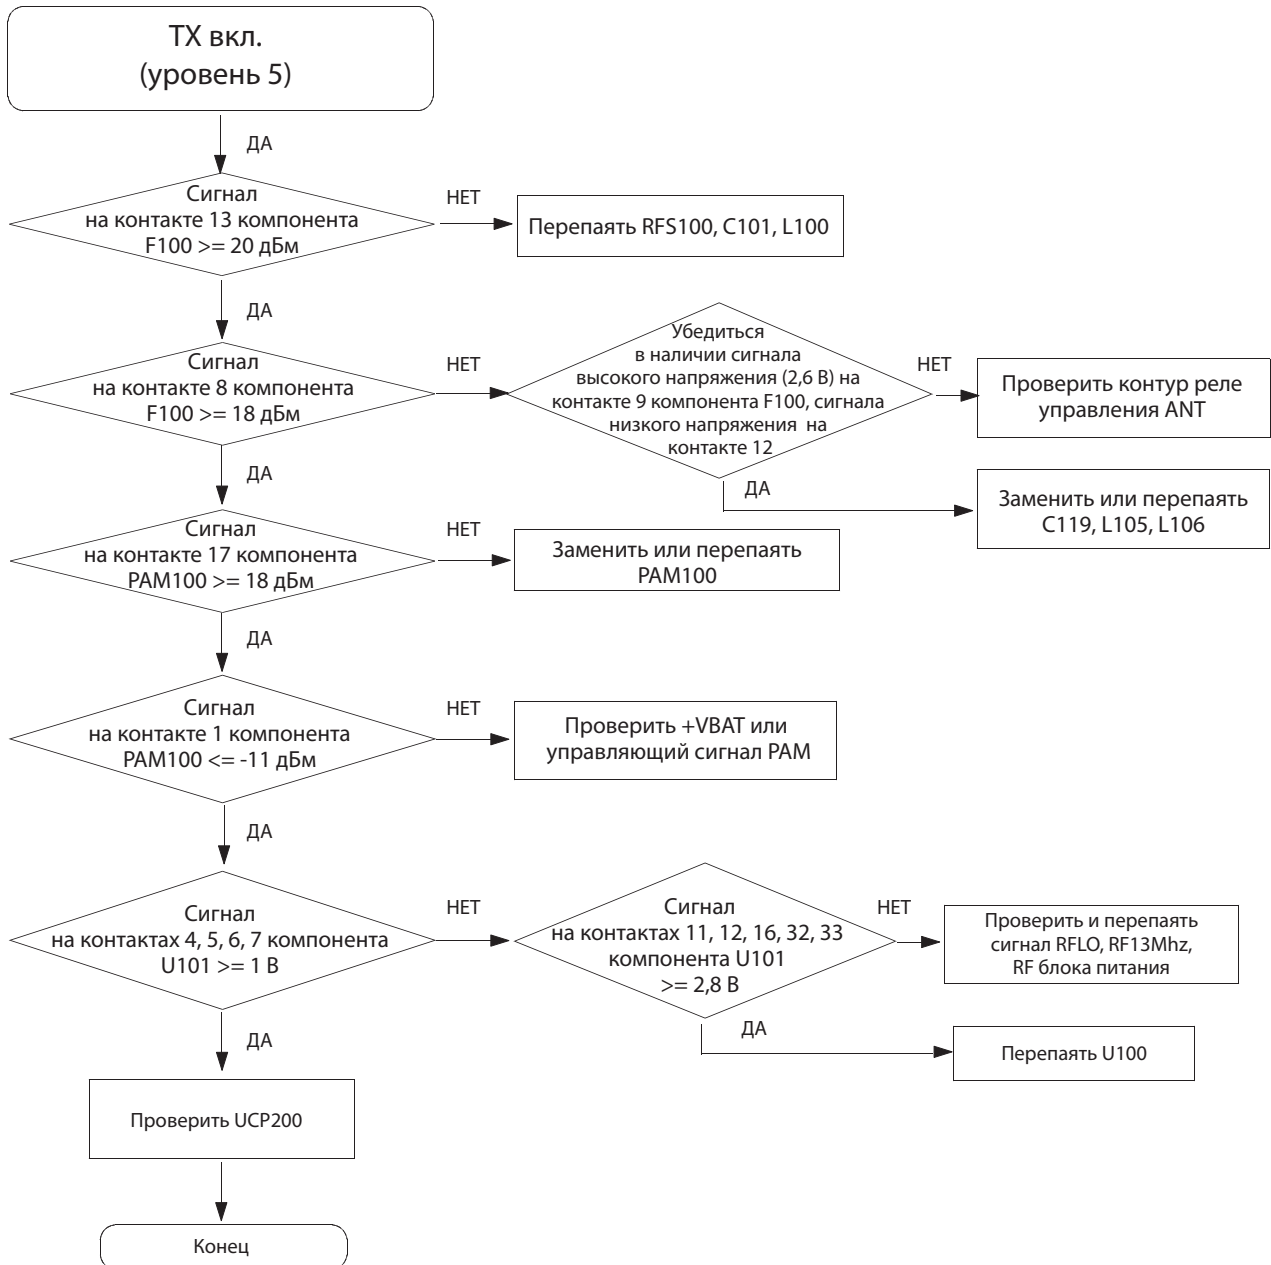 ТХ вкл.
(уровень 5)
ДА
Сигнал
на контакте 13 компонента
F100 >= 20 дБм
НЕТ
Перепаять RFS100, C101, L100
ДА
Сигнал
на контакте 8 компонента
F100 >= 18 дБм
НЕТ
Убедиться
в наличии сигнала
высокого напряжения (2,6 В) на
контакте 9 компонента F100, сигнала
низкого напряжения на
контакте 12
НЕТ
Проверить контур реле
управления ANT
ДА
Заменить или перепаять
C119, L105, L106
ДА
Сигнал
на контакте 17 компонента
PAM100 >= 18 дБм
НЕТ
Заменить или перепаять
PAM100
ДА
Сигнал
на контакте 1 компонента
PAM100 <= -11 дБм
НЕТ
Проверить +VBAT или
управляющий сигнал PAM
ДА
Сигнал
на контактах 4, 5, 6, 7 компонента
U101 >= 1 В
НЕТ
Сигнал
на контактах 11, 12, 16, 32, 33
компонента U101
>= 2,8 В
НЕТ
Проверить и перепаять
сигнал RFLO, RF13Mhz,
RF блока питания
ДА
Перепаять U100
ДА
Проверить UCP200
Конец